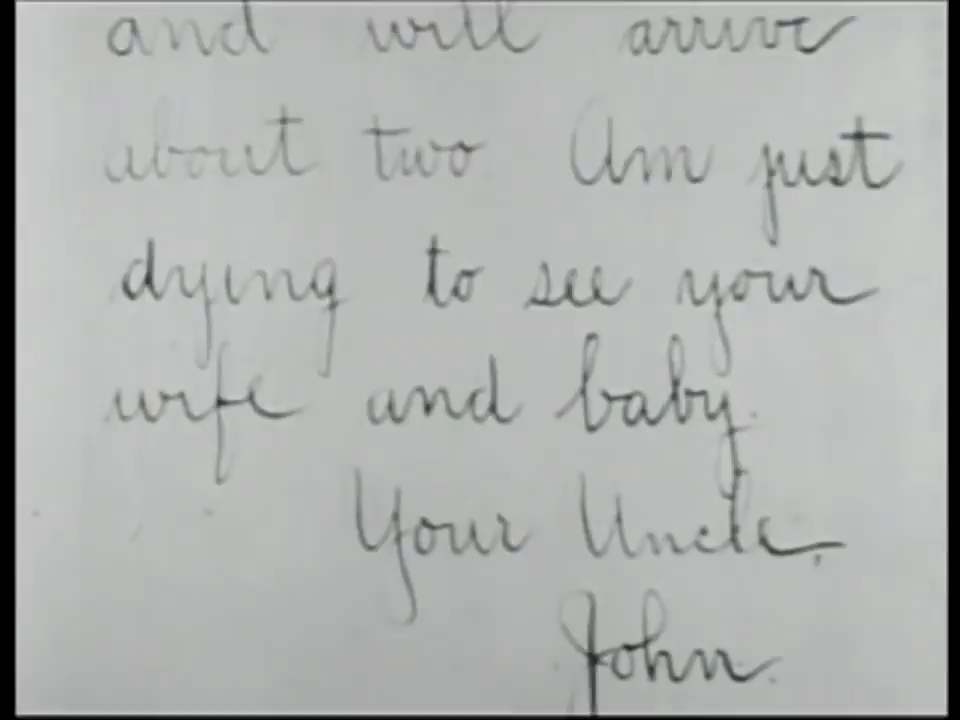 and will arrive
about two Am just
dying to see your
wife and baby.
Your Uncle,
John.